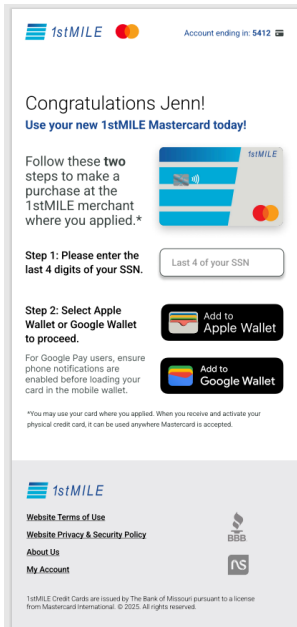 1stMILE
Account ending in: 5412
Congratulations Jenn!
Use your new 1stMILE Mastercard today!
Follow these two
steps to make a
purchase at the
1stMILE merchant
where you applied.*
1stMILE
Step 1: Please enter the
last 4 digits of your SSN.
Last 4 of your SSN
Step 2: Select Apple
Wallet or Google Wallet
to proceed.
For Google Pay users, ensure
phone notifications are
enabled before loading your
card in the mobile wallet.
Add to
Apple Wallet
Add to
Google Wallet
*You may use your card where you applied. When you receive and activate your
physical credit card, it can be used anywhere Mastercard is accepted.
1stMILE
Website Terms of Use
Website Privacy & Security Policy
About Us
My Account
BBB
ns
1stMILE Credit Cards are issued by The Bank of Missouri pursuant to a license
from Mastercard International. © 2025. All rights reserved.